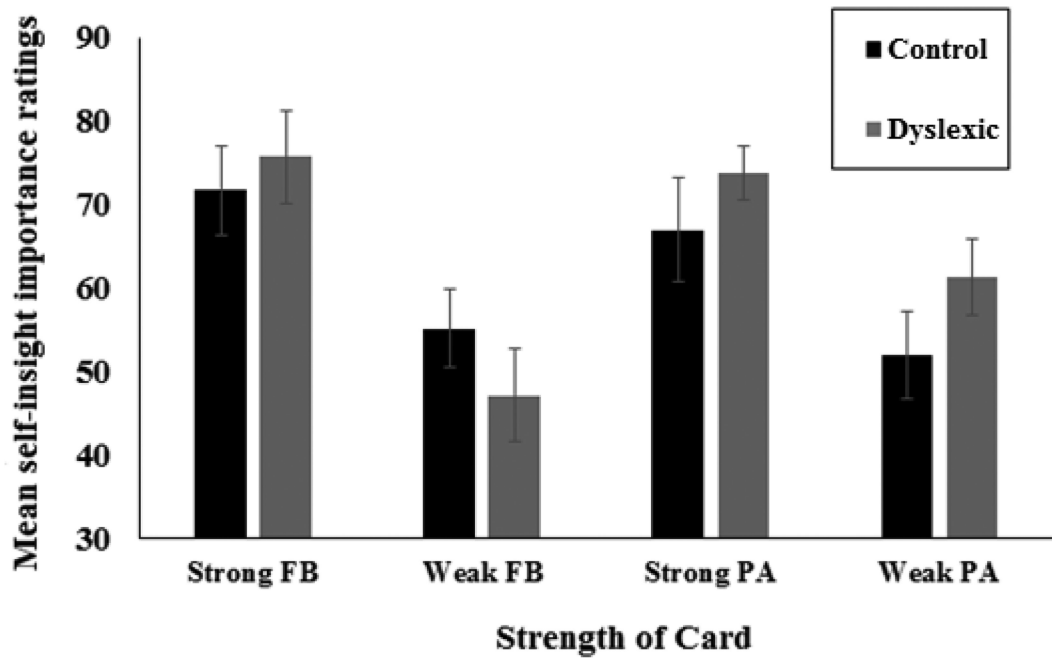 Mean self-insight importance ratings
90
80
70
60
50
40
30
Control
Dyslexic
Strong FB
Weak FB
Strong PA
Weak PA
Strength of Card